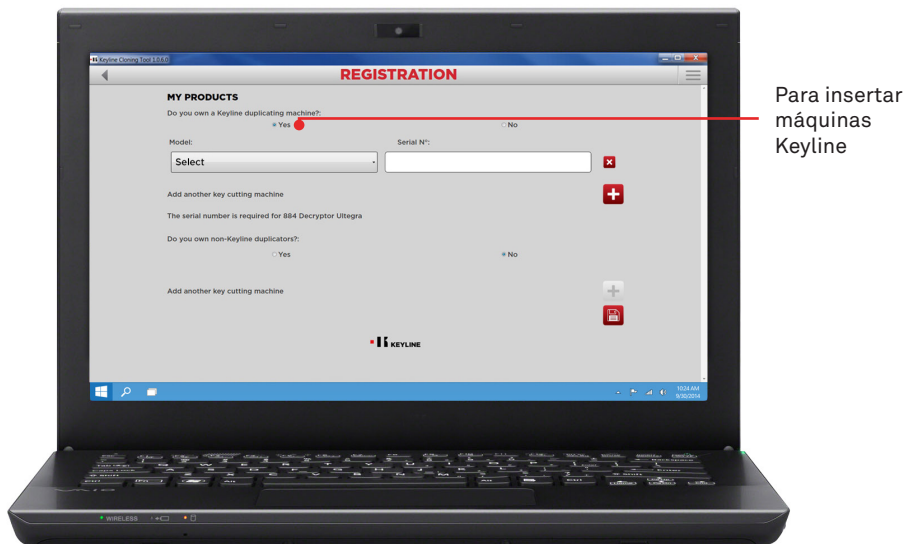 Keyline Cloning Tool 1.0.6.0
REGISTRATION
MY PRODUCTS
Do you own a Keyline duplicating machine?:
Yes
No
Model:
Serial N°:
Select
Add another key cutting machine
The serial number is required for 884 Decryptor Ultegra
Do you own non-Keyline duplicators?:
Yes
No
Add another key cutting machine
KEYLINE
10:24 AM
9/30/2014
Para insertar
máquinas
Keyline
WIRELESS